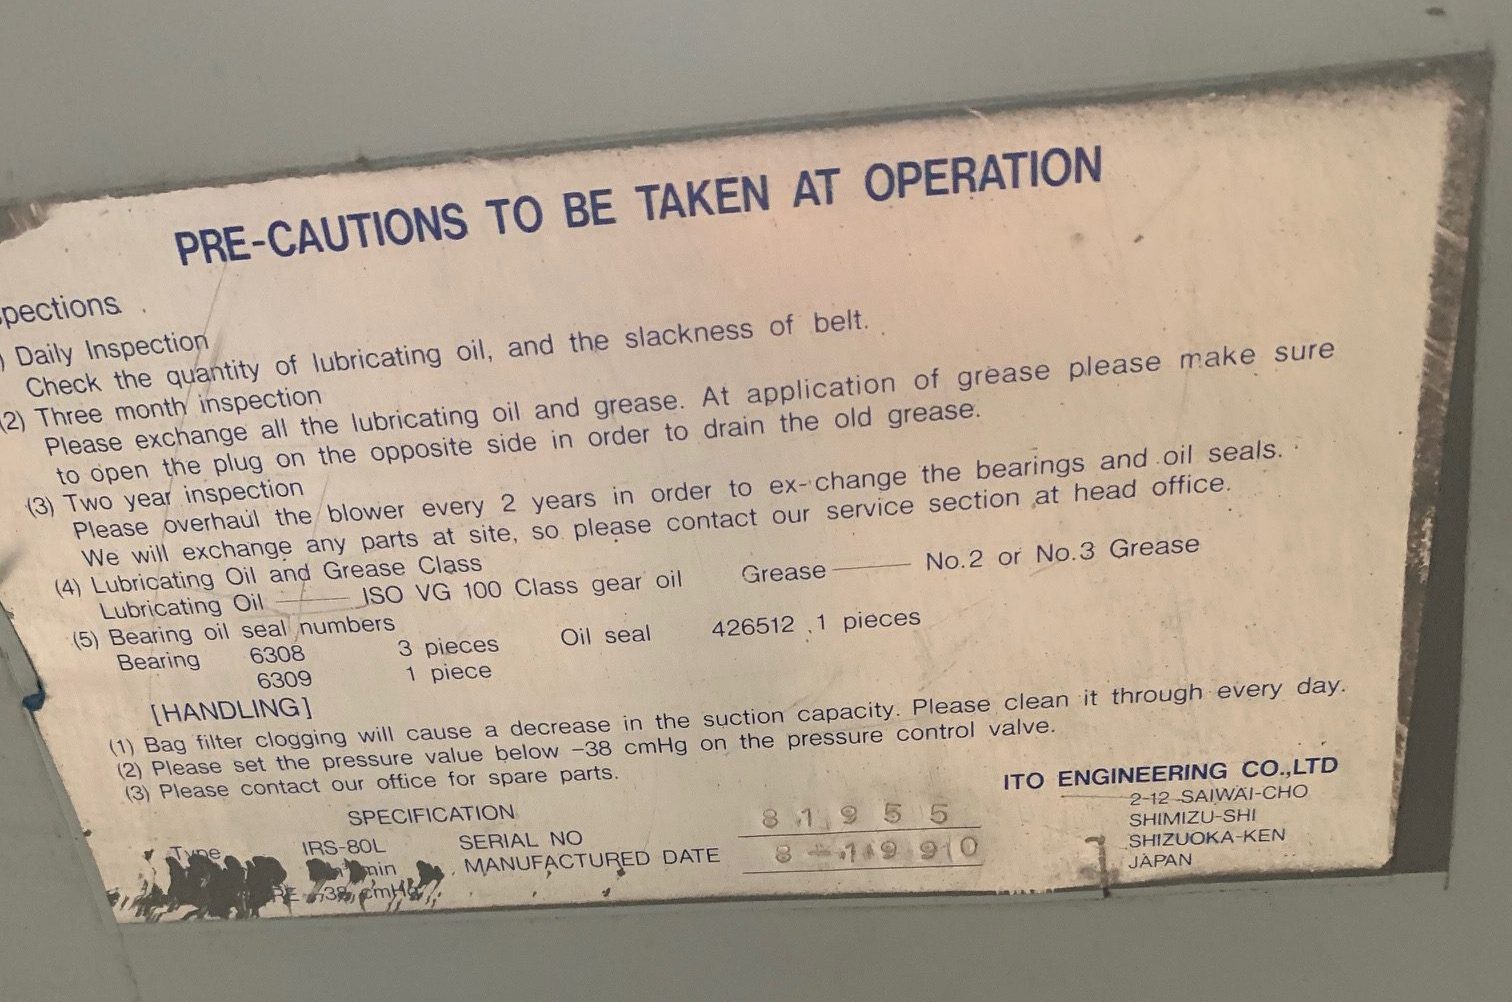 PRE-CAUTIONS TO BE TAKEN AT OPERATION
pections
) Daily Inspection
Check the quantity of lubricating oil, and the slackness of belt.
(2) Three month inspection
Please exchange all the lubricating oil and grease. At application of grease please make sure
to open the plug on the opposite side in order to drain the old grease.
(3) Two year inspection
Please overhaul the blower every 2 years in order to ex-change the bearings and oil seals.
We will exchange any parts at site, so please contact our service section at head office.
(4) Lubricating Oil and Grease Class
Lubricating Oil —— ISO VG 100 Class gear oil Grease —— No.2 or No.3 Grease
(5) Bearing oil seal numbers
Bearing 6308 3 pieces Oil seal 426512 1 pieces
6309 1 piece
[HANDLING]
(1) Bag filter clogging will cause a decrease in the suction capacity. Please clean it through every day.
(2) Please set the pressure value below -38 cmHg on the pressure control valve.
(3) Please contact our office for spare parts.
SPECIFICATION
Type IRS-80L SERIAL NO 81955
min MANUFACTURED DATE 8-1990
RE -38 cmHg
ITO ENGINEERING CO.,LTD
2-12 SAIWAI-CHO
SHIMIZU-SHI
SHIZUOKA-KEN
JAPAN